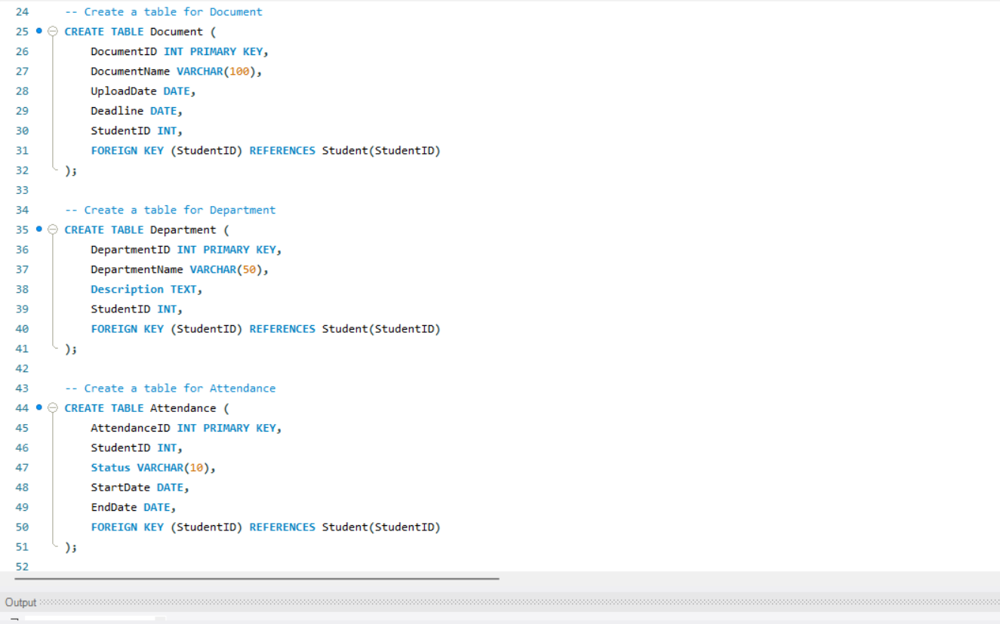 24 -- Create a table for Document
25 CREATE TABLE Document (
26 DocumentID INT PRIMARY KEY,
27 DocumentName VARCHAR(100),
28 UploadDate DATE,
29 Deadline DATE,
30 StudentID INT,
31 FOREIGN KEY (StudentID) REFERENCES Student(StudentID)
32 );
33
34 -- Create a table for Department
35 CREATE TABLE Department (
36 DepartmentID INT PRIMARY KEY,
37 DepartmentName VARCHAR(50),
38 Description TEXT,
39 StudentID INT,
40 FOREIGN KEY (StudentID) REFERENCES Student(StudentID)
41 );
42
43 -- Create a table for Attendance
44 CREATE TABLE Attendance (
45 AttendanceID INT PRIMARY KEY,
46 StudentID INT,
47 Status VARCHAR(10),
48 StartDate DATE,
49 EndDate DATE,
50 FOREIGN KEY (StudentID) REFERENCES Student(StudentID)
51 );
52
Output